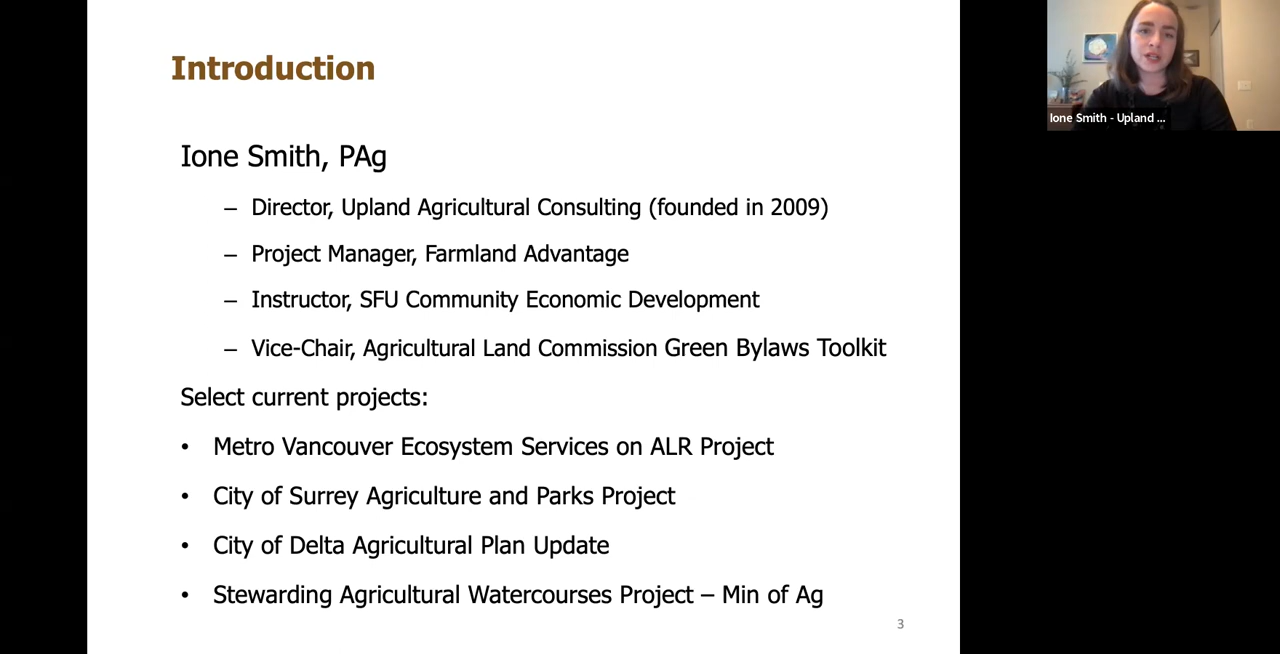 Introduction
Ione Smith, PAg
– Director, Upland Agricultural Consulting (founded in 2009)
– Project Manager, Farmland Advantage
– Instructor, SFU Community Economic Development
– Vice-Chair, Agricultural Land Commission Green Bylaws Toolkit
Select current projects:
• Metro Vancouver Ecosystem Services on ALR Project
• City of Surrey Agriculture and Parks Project
• City of Delta Agricultural Plan Update
• Stewarding Agricultural Watercourses Project – Min of Ag
3
Ione Smith - Upland ...